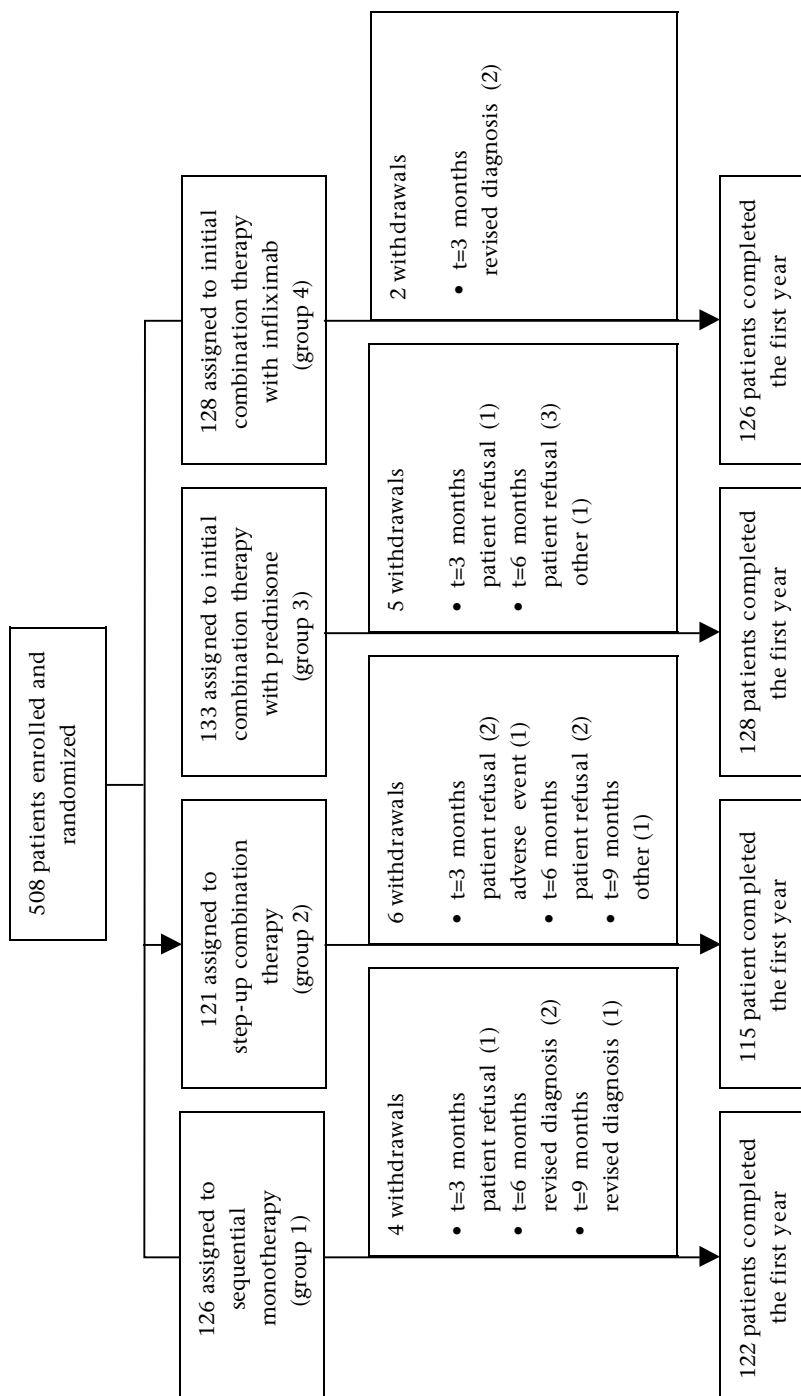 508 patients enrolled and
randomized
126 assigned to
sequential
monotherapy
(group 1)
121 assigned to
step-up combination
therapy
(group 2)
133 assigned to initial
combination therapy
with prednisone
(group 3)
128 assigned to initial
combination therapy
with infliximab
(group 4)
4 withdrawals
• t=3 months
patient refusal (1)
• t=6 months
revised diagnosis (2)
• t=9 months
revised diagnosis (1)
6 withdrawals
• t=3 months
patient refusal (2)
adverse event (1)
• t=6 months
patient refusal (2)
• t=9 months
other (1)
5 withdrawals
• t=3 months
patient refusal (1)
• t=6 months
patient refusal (3)
other (1)
2 withdrawals
• t=3 months
revised diagnosis (2)
122 patients completed
the first year
115 patient completed
the first year
128 patients completed
the first year
126 patients completed
the first year